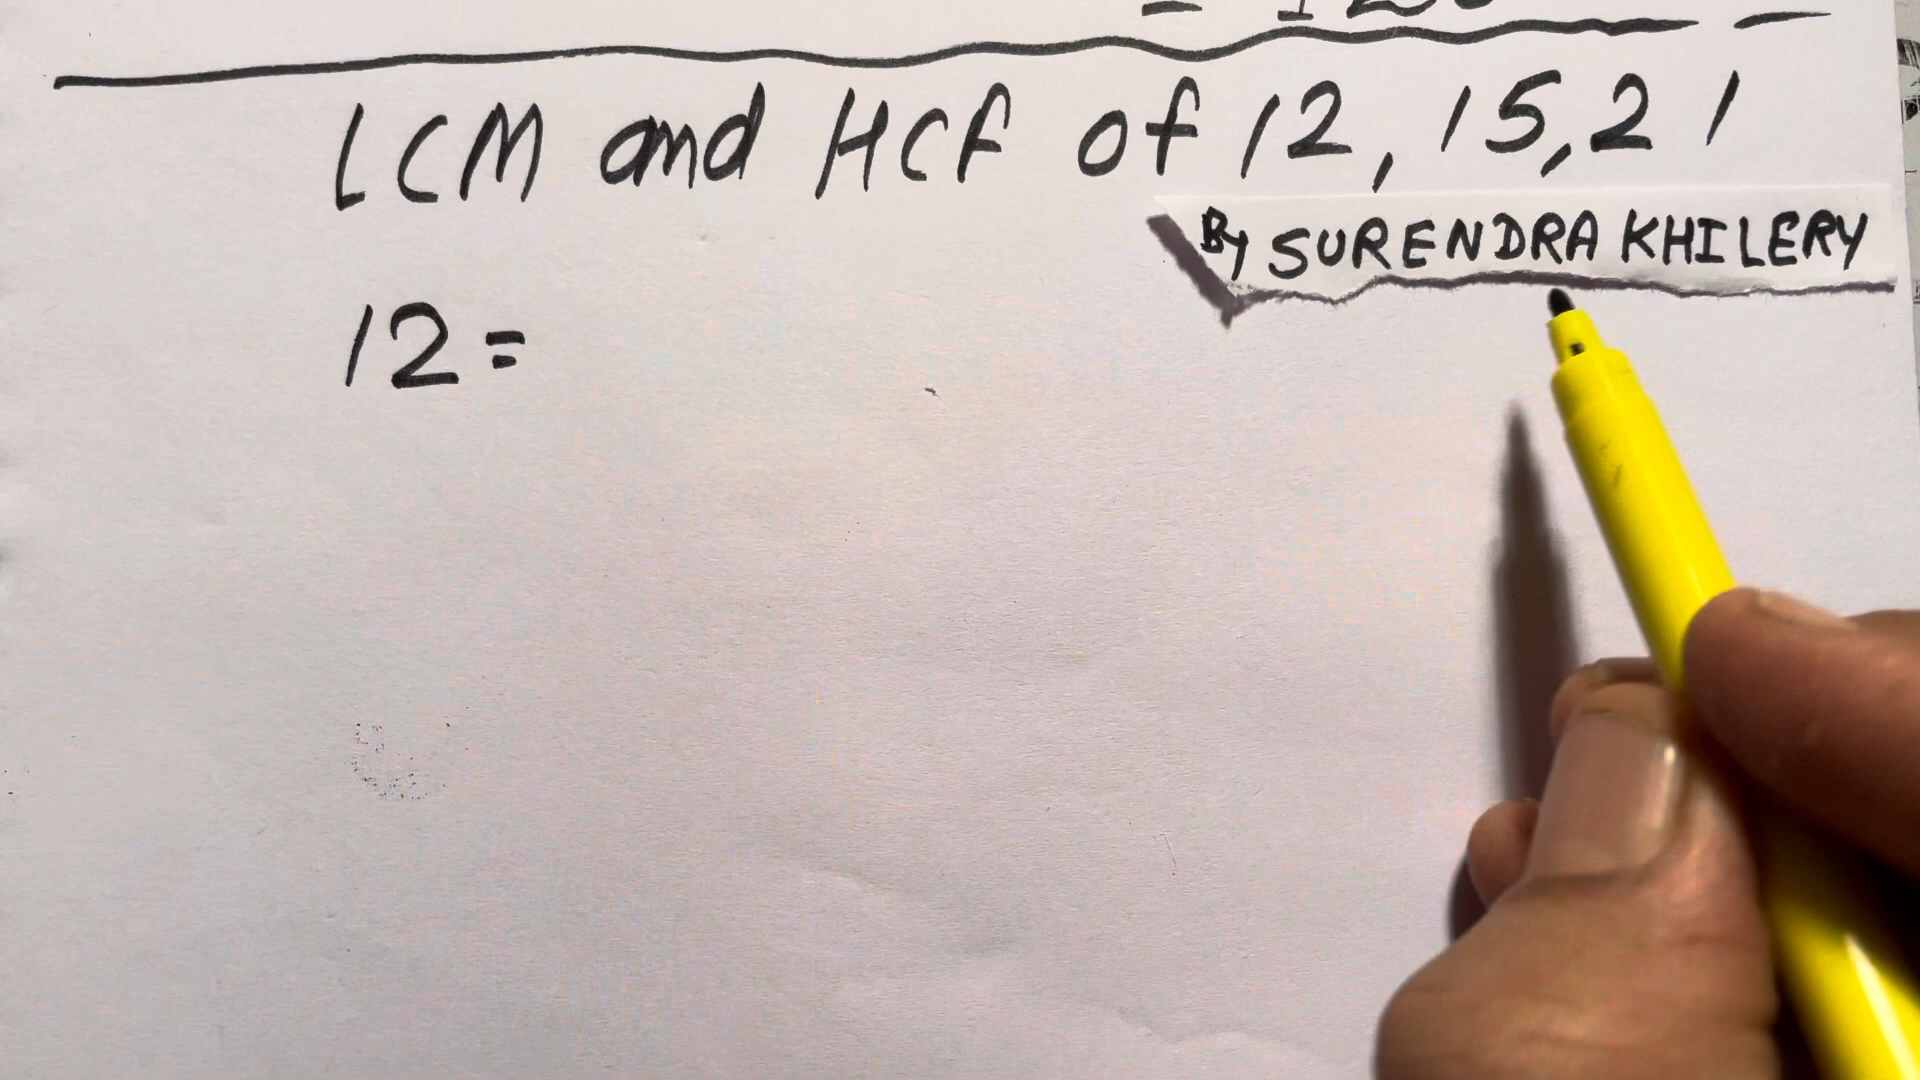 LCM and HCF of 12, 15, 21
By SURENDRA KHILERY
12 =